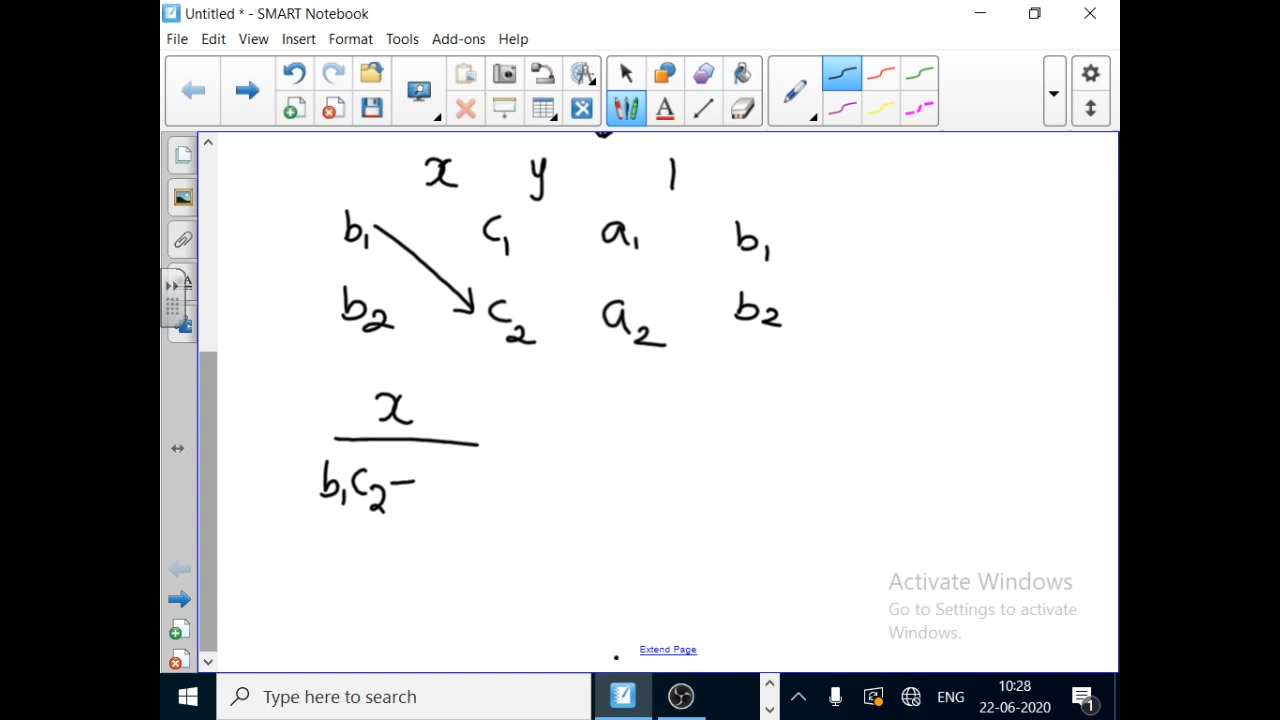 Untitled * - SMART Notebook
File Edit View Insert Format Tools Add-ons Help
x y 1
b₁ c₁ a₁ b₁
b₂ c₂ a₂ b₂
x
b₁c₂ −
Activate Windows
Go to Settings to activate
Windows.
Extend Page
Type here to search
ENG
10:28
22-06-2020
1